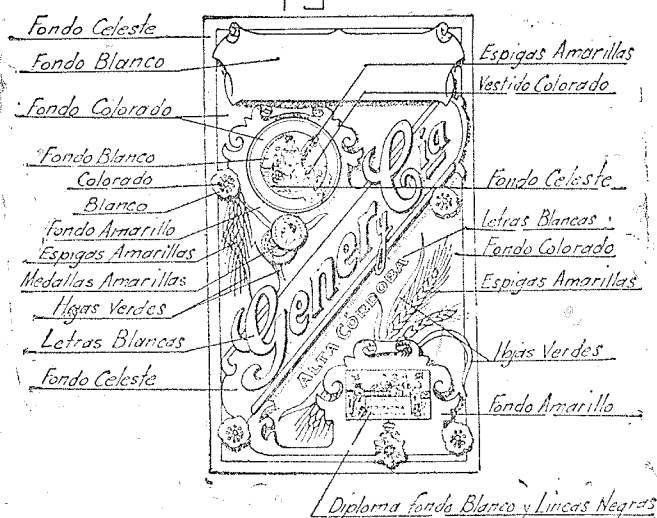 Fondo Celeste
Fondo Blanco
Fondo Colorado
Fondo Blanco
Colorado
Blanco
Fondo Amarillo
Espigas Amarillas
Medallas Amarillas
Hojas Verdes
Letras Blancas
Fondo Celeste
Genery Cia
ALTA CÓRDOBA
Espigas Amarillas
Vestido Colorado
Fondo Celeste
Letras Blancas
Fondo Colorado
Espigas Amarillas
Hojas Verdes
Fondo Amarillo
Diploma fondo Blanco y Lineas Negras